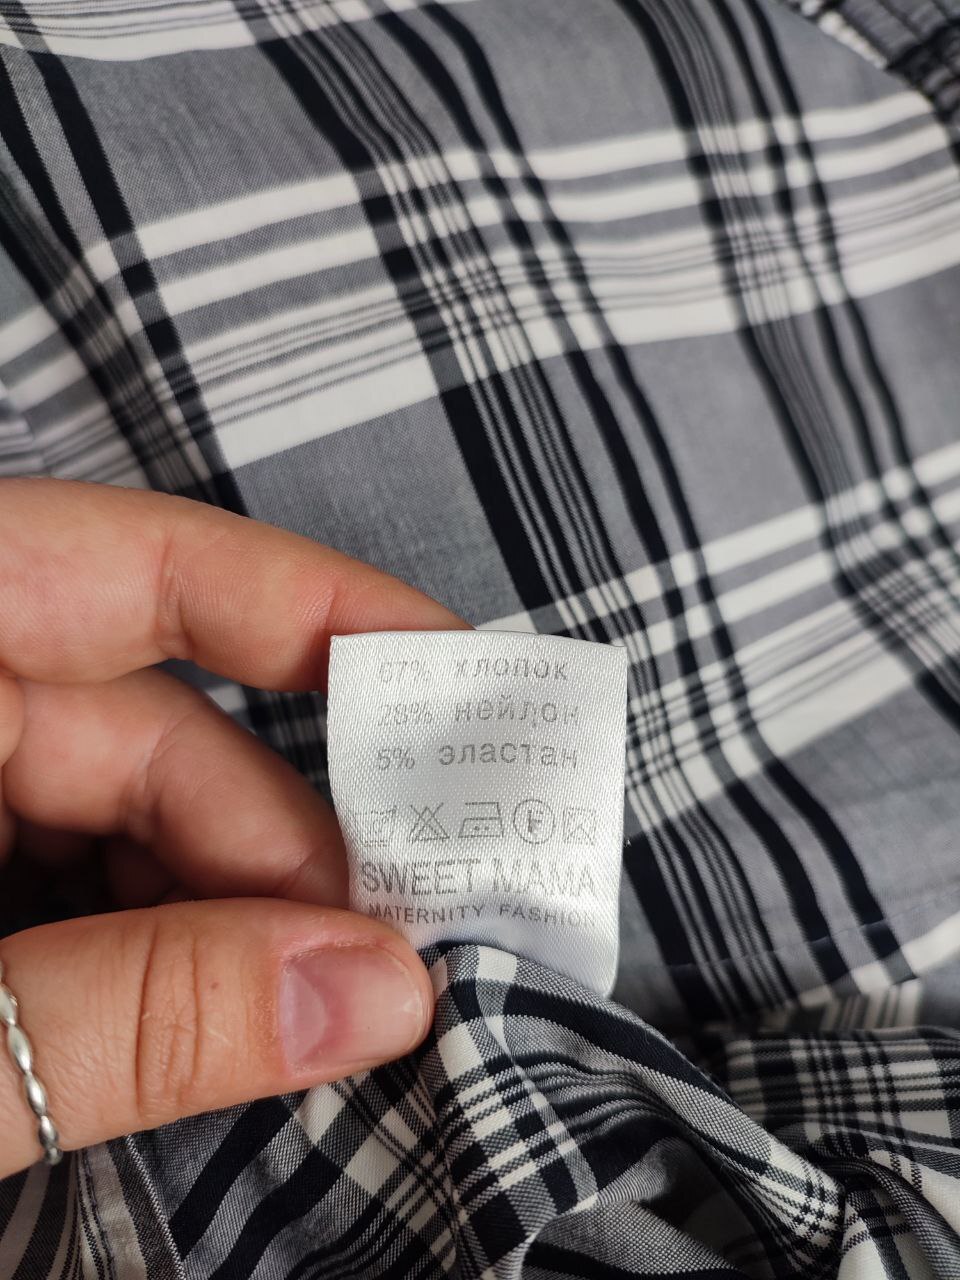 67% хлопок
28% нейлон
5% эластан
F
SWEET MAMA
MATERNITY FASHION